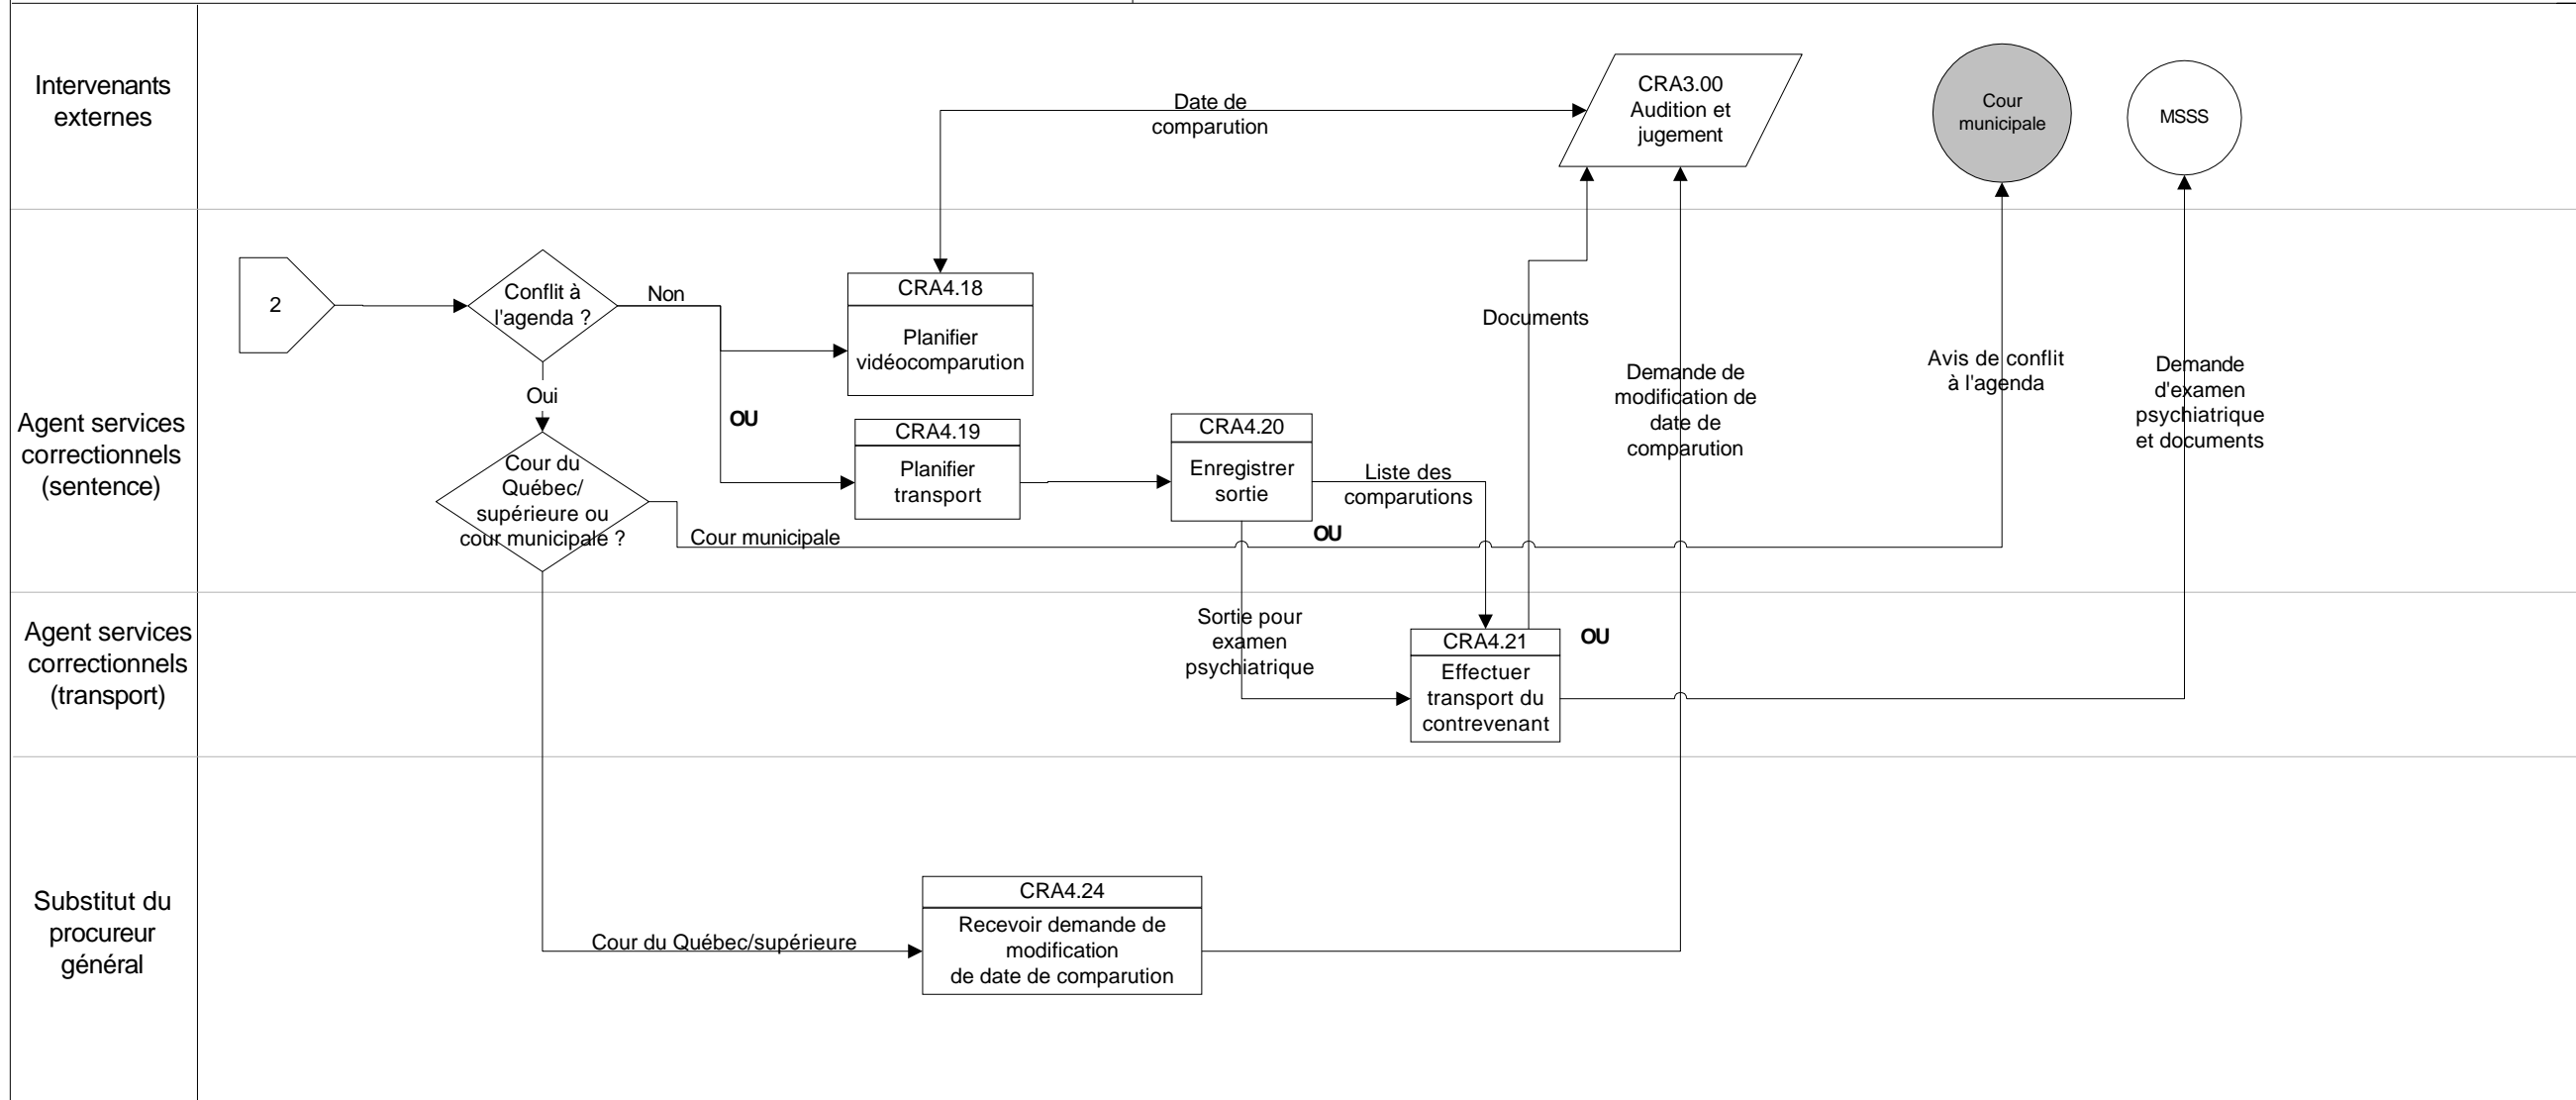 Intervenants
externes
Date de
comparution
CRA3.00
Audition et
jugement
Cour
municipale
MSSS
Agent services
correctionnels
(sentence)
2
Conflit à
l'agenda ?
Non
Oui
OU
CRA4.18
Planifier
vidéocomparution
Cour du
Québec/
supérieure ou
cour municipale ?
Cour municipale
CRA4.19
Planifier
transport
CRA4.20
Enregistrer
sortie
Liste des
comparutions
OU
Documents
Demande de
modification de
date de
comparution
Avis de conflit
à l'agenda
Demande
d'examen
psychiatrique
et documents
Agent services
correctionnels
(transport)
Sortie pour
examen
psychiatrique
CRA4.21
Effectuer
transport du
contrevenant
OU
Substitut du
procureur
général
Cour du Québec/supérieure
CRA4.24
Recevoir demande de
modification
de date de comparution